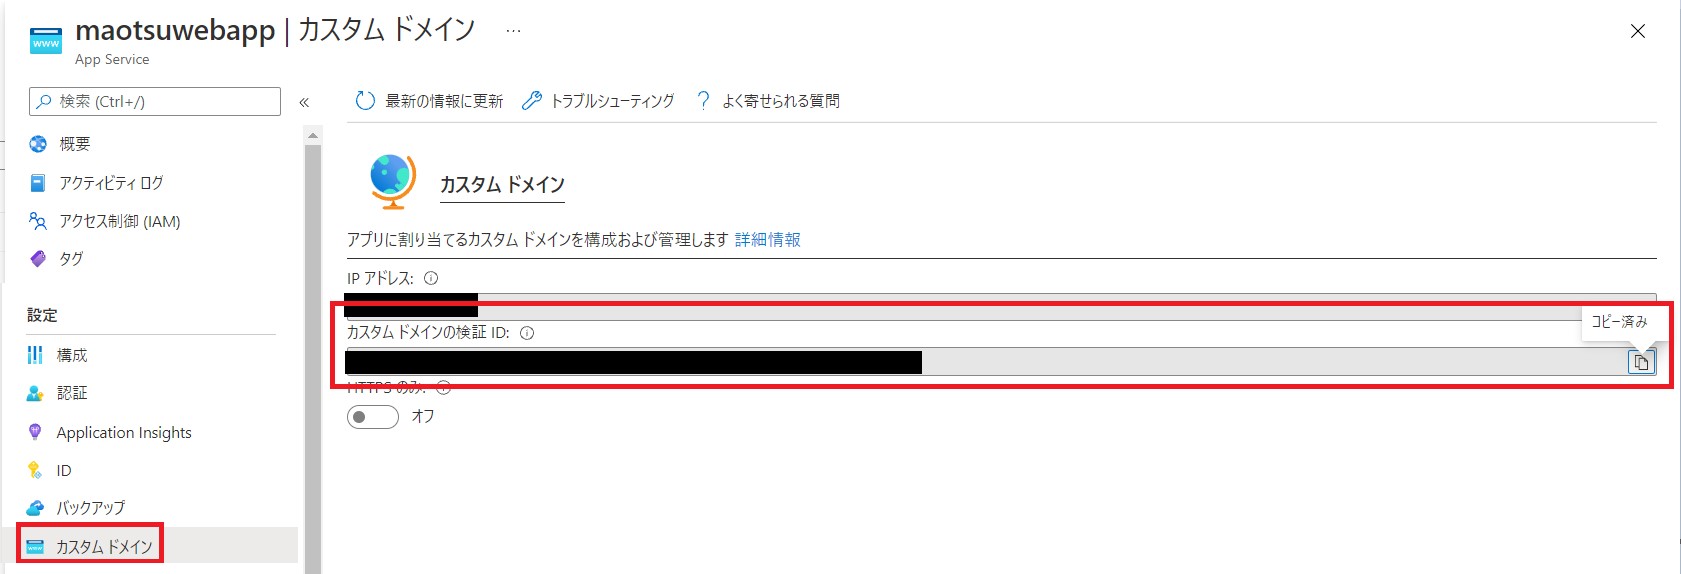 maotsuwebapp | カスタム ドメイン ...
App Service
検索 (Ctrl+/)
«
概要
アクティビティ ログ
アクセス制御 (IAM)
タグ
設定
構成
認証
Application Insights
ID
バックアップ
カスタム ドメイン
最新の情報に更新 トラブルシューティング よく寄せられる質問
カスタム ドメイン
アプリに割り当てるカスタム ドメインを構成および管理します 詳細情報
IP アドレス:
カスタム ドメインの検証 ID:
コピー済み
HTTPS のみ:
オフ